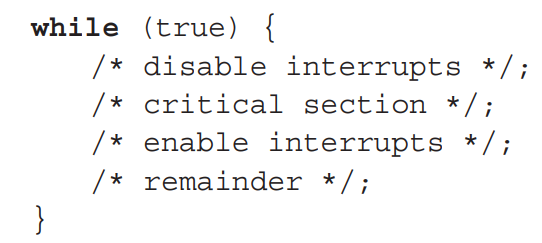 while (true) {
/* disable interrupts */;
/* critical section */;
/* enable interrupts */;
/* remainder */;
}